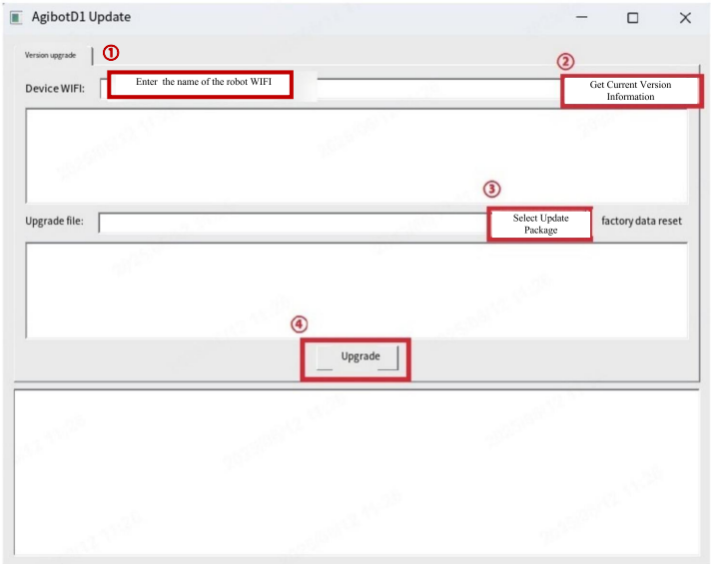 AgibotD1 Update
Version upgrade
①
②
Device WIFI:
Enter the name of the robot WIFI
Get Current Version
Information
③
Upgrade file:
Select Update
Package
factory data reset
④
Upgrade